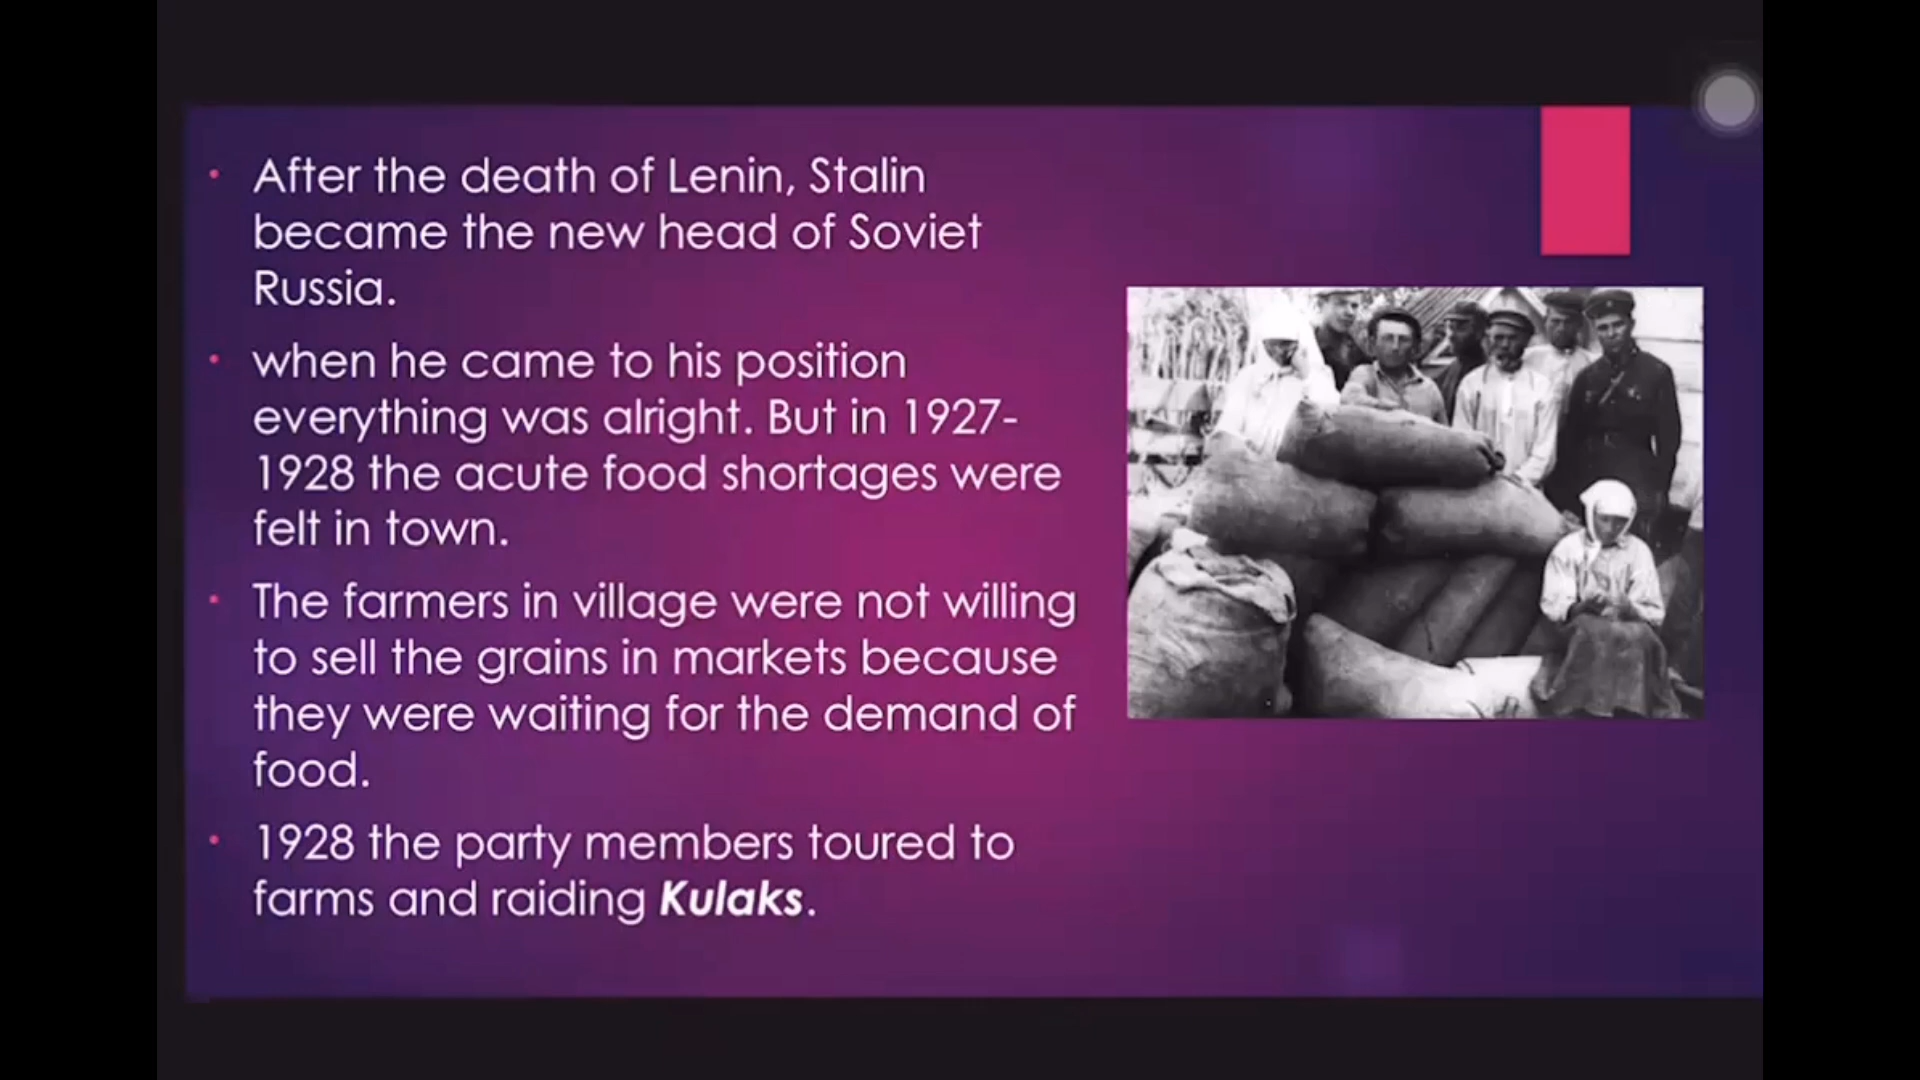 • After the death of Lenin, Stalin
became the new head of Soviet
Russia.
• when he came to his position
everything was alright. But in 1927-
1928 the acute food shortages were
felt in town.
• The farmers in village were not willing
to sell the grains in markets because
they were waiting for the demand of
food.
• 1928 the party members toured to
farms and raiding Kulaks.